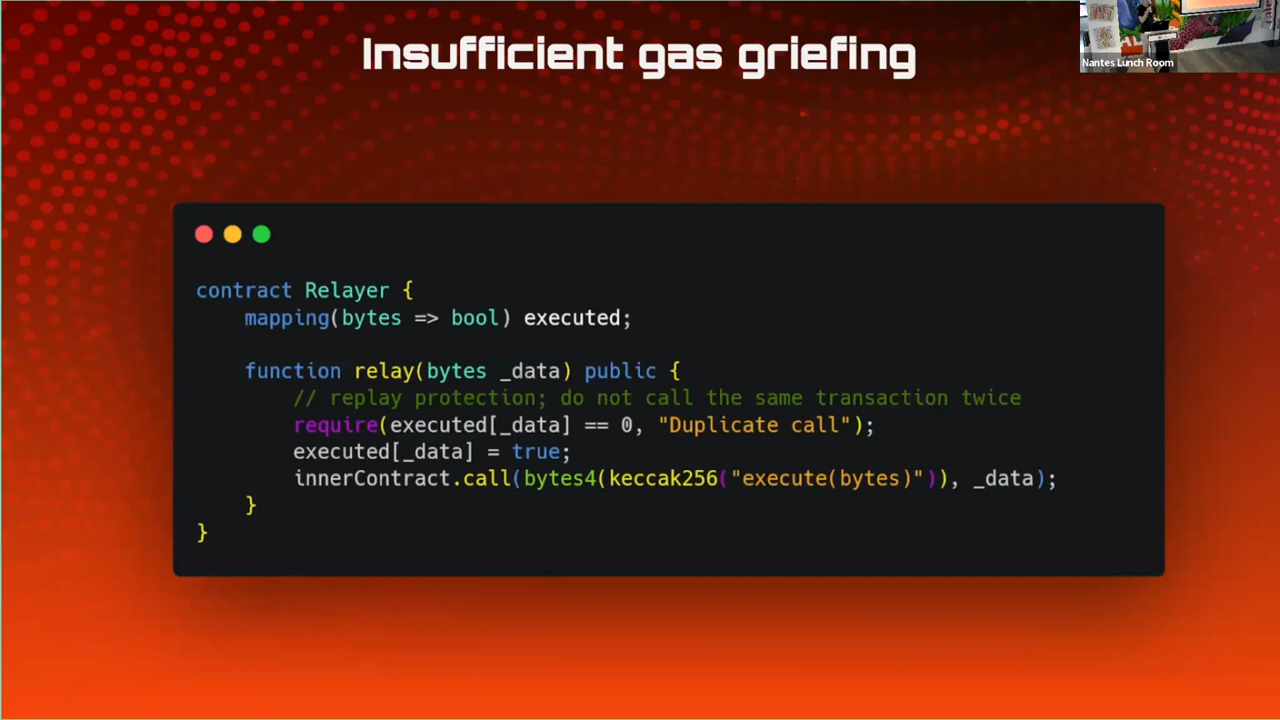 Insufficient gas griefing
Nantes Lunch Room
contract Relayer {
mapping(bytes => bool) executed;
function relay(bytes _data) public {
// replay protection; do not call the same transaction twice
require(executed[_data] == 0, "Duplicate call");
executed[_data] = true;
innerContract.call(bytes4(keccak256("execute(bytes)")), _data);
}
}